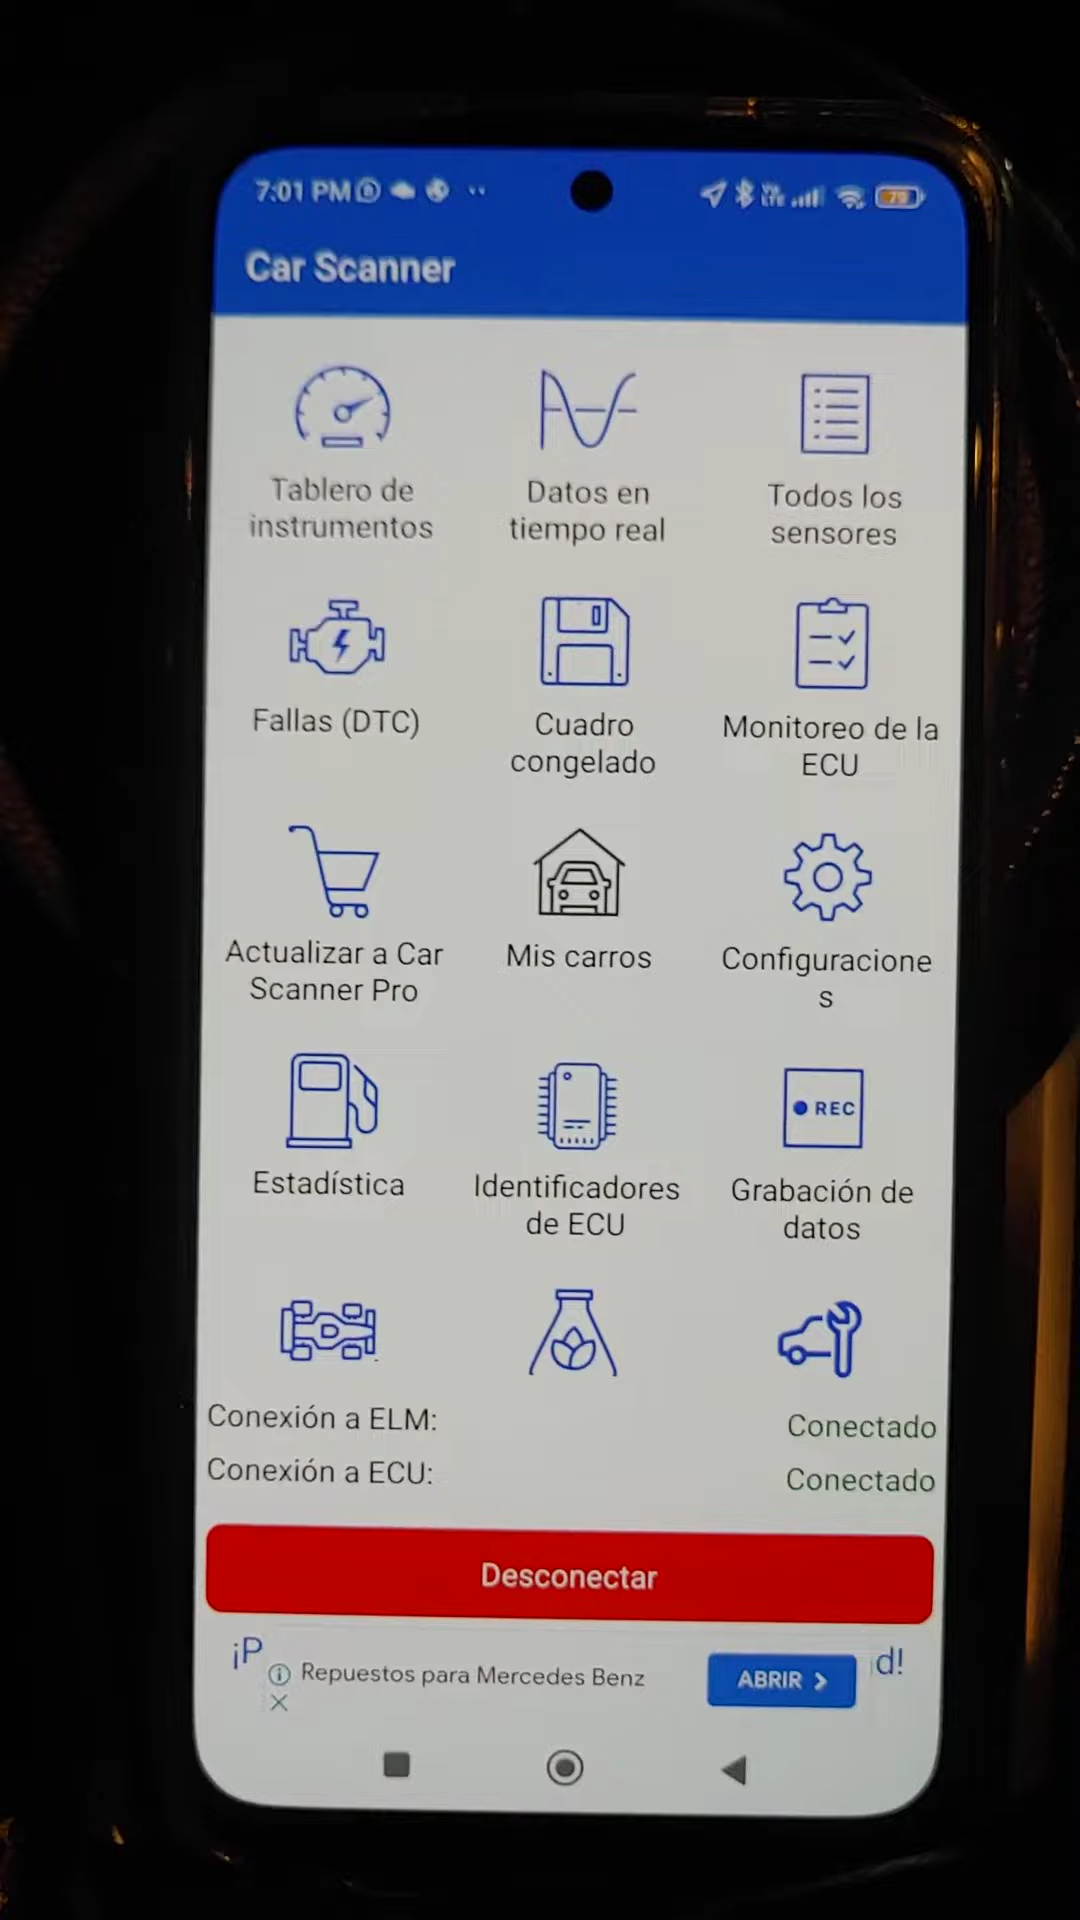 7:01 PM
79
Car Scanner
Tablero de
instrumentos
Datos en
tiempo real
Todos los
sensores
Fallas (DTC)
Cuadro
congelado
Monitoreo de la
ECU
Actualizar a Car
Scanner Pro
Mis carros
Configuracione
s
REC
Estadística
Identificadores
de ECU
Grabación de
datos
Conexión a ELM:
Conectado
Conexión a ECU:
Conectado
Desconectar
¡P
Repuestos para Mercedes Benz
ABRIR
d!